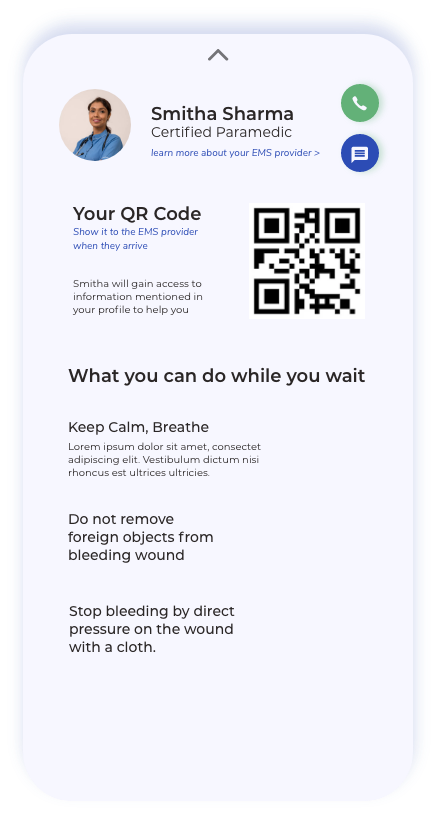 Smitha Sharma
Certified Paramedic
learn more about your EMS provider >
Your QR Code
Show it to the EMS provider
when they arrive
Smitha will gain access to
information mentioned in
your profile to help you
What you can do while you wait
Keep Calm, Breathe
Lorem ipsum dolor sit amet, consectet
adipiscing elit. Vestibulum dictum nisi
rhoncus est ultrices ultricies.
Do not remove
foreign objects from
bleeding wound
Stop bleeding by direct
pressure on the wound
with a cloth.